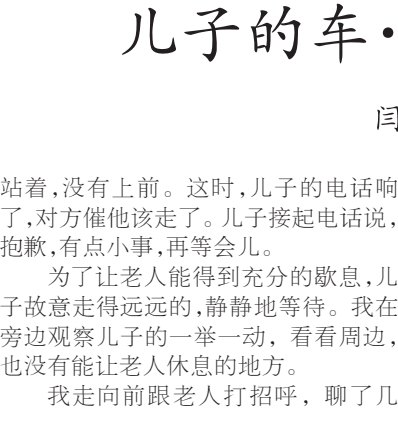 儿子的车·
闫
站着,没有上前。这时,儿子的电话响
了,对方催他该走了。儿子接起电话说,
抱歉,有点小事,再等会儿。
为了让老人能得到充分的歇息,儿
子故意走得远远的,静静地等待。我在
旁边观察儿子的一举一动,看看周边,
也没有能让老人休息的地方。
我走向前跟老人打招呼,聊了几